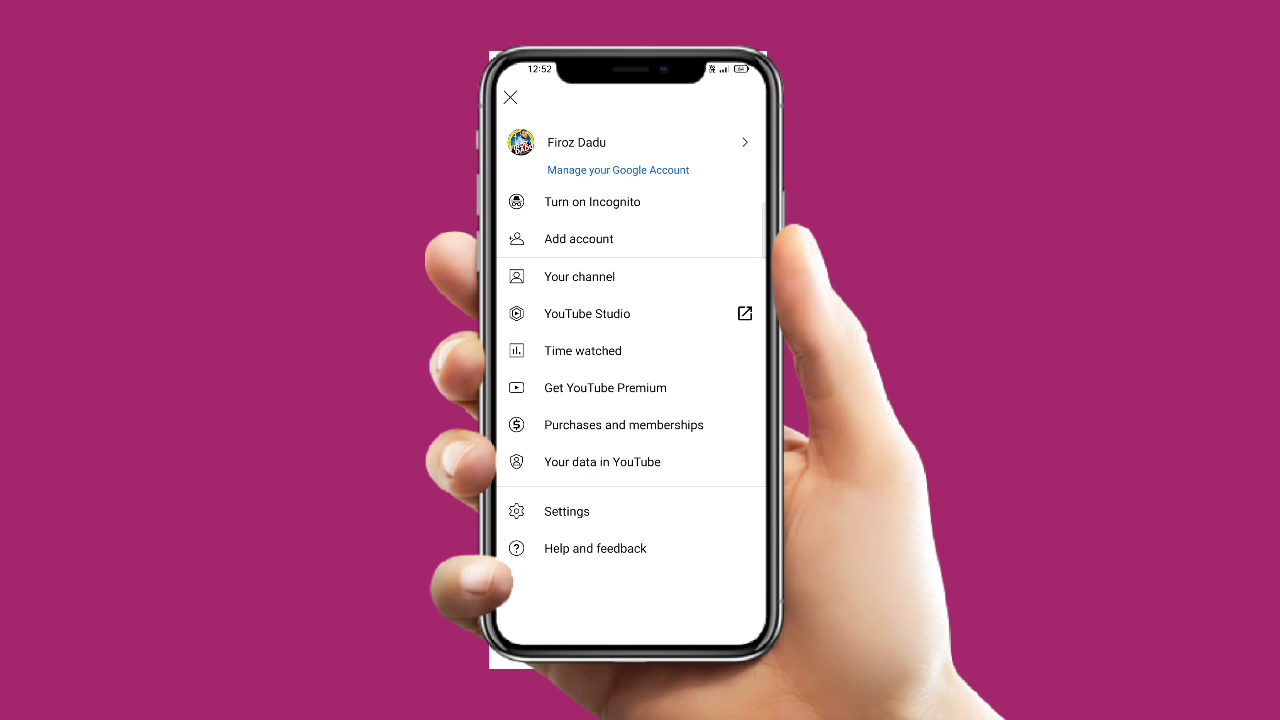 12:52
64
Firoz Dadu
Manage your Google Account
Turn on Incognito
Add account
Your channel
YouTube Studio
Time watched
Get YouTube Premium
Purchases and memberships
Your data in YouTube
Settings
Help and feedback